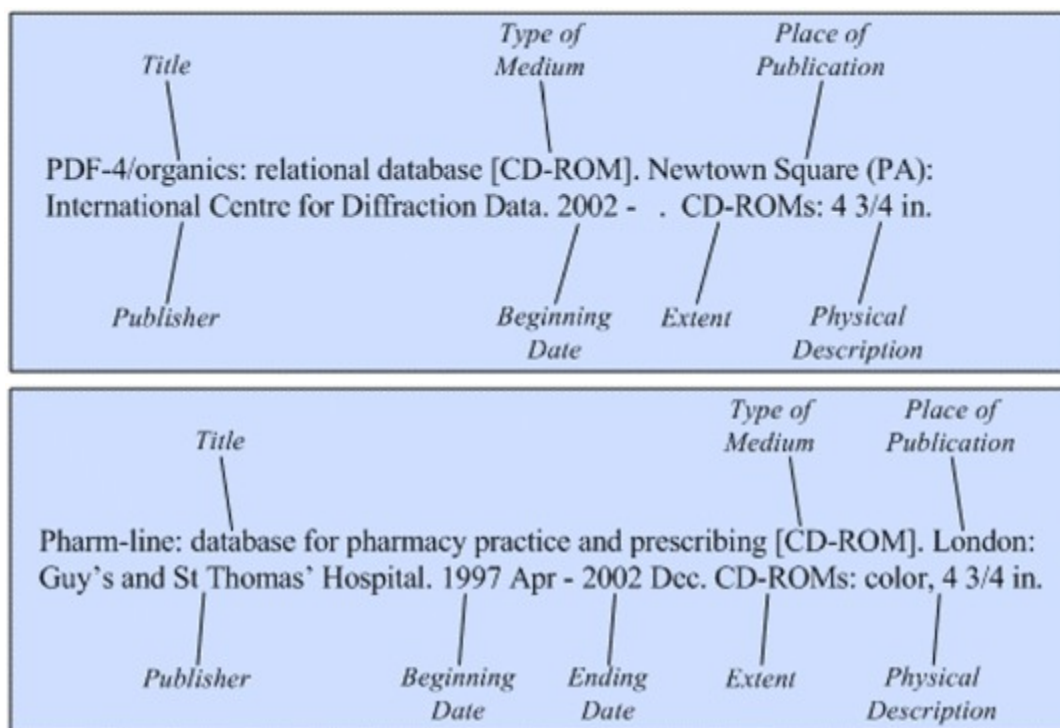 Type of Place of
Title Medium Publication
PDF-4/organics: relational database [CD-ROM]. Newtown Square (PA):
International Centre for Diffraction Data. 2002 - . CD-ROMs: 4 3/4 in.
Publisher Beginning Extent Physical
Date Description
Type of Place of
Title Medium Publication
Pharm-line: database for pharmacy practice and prescribing [CD-ROM]. London:
Guy's and St Thomas' Hospital. 1997 Apr - 2002 Dec. CD-ROMs: color, 4 3/4 in.
Publisher Beginning Ending Extent Physical
Date Date Description